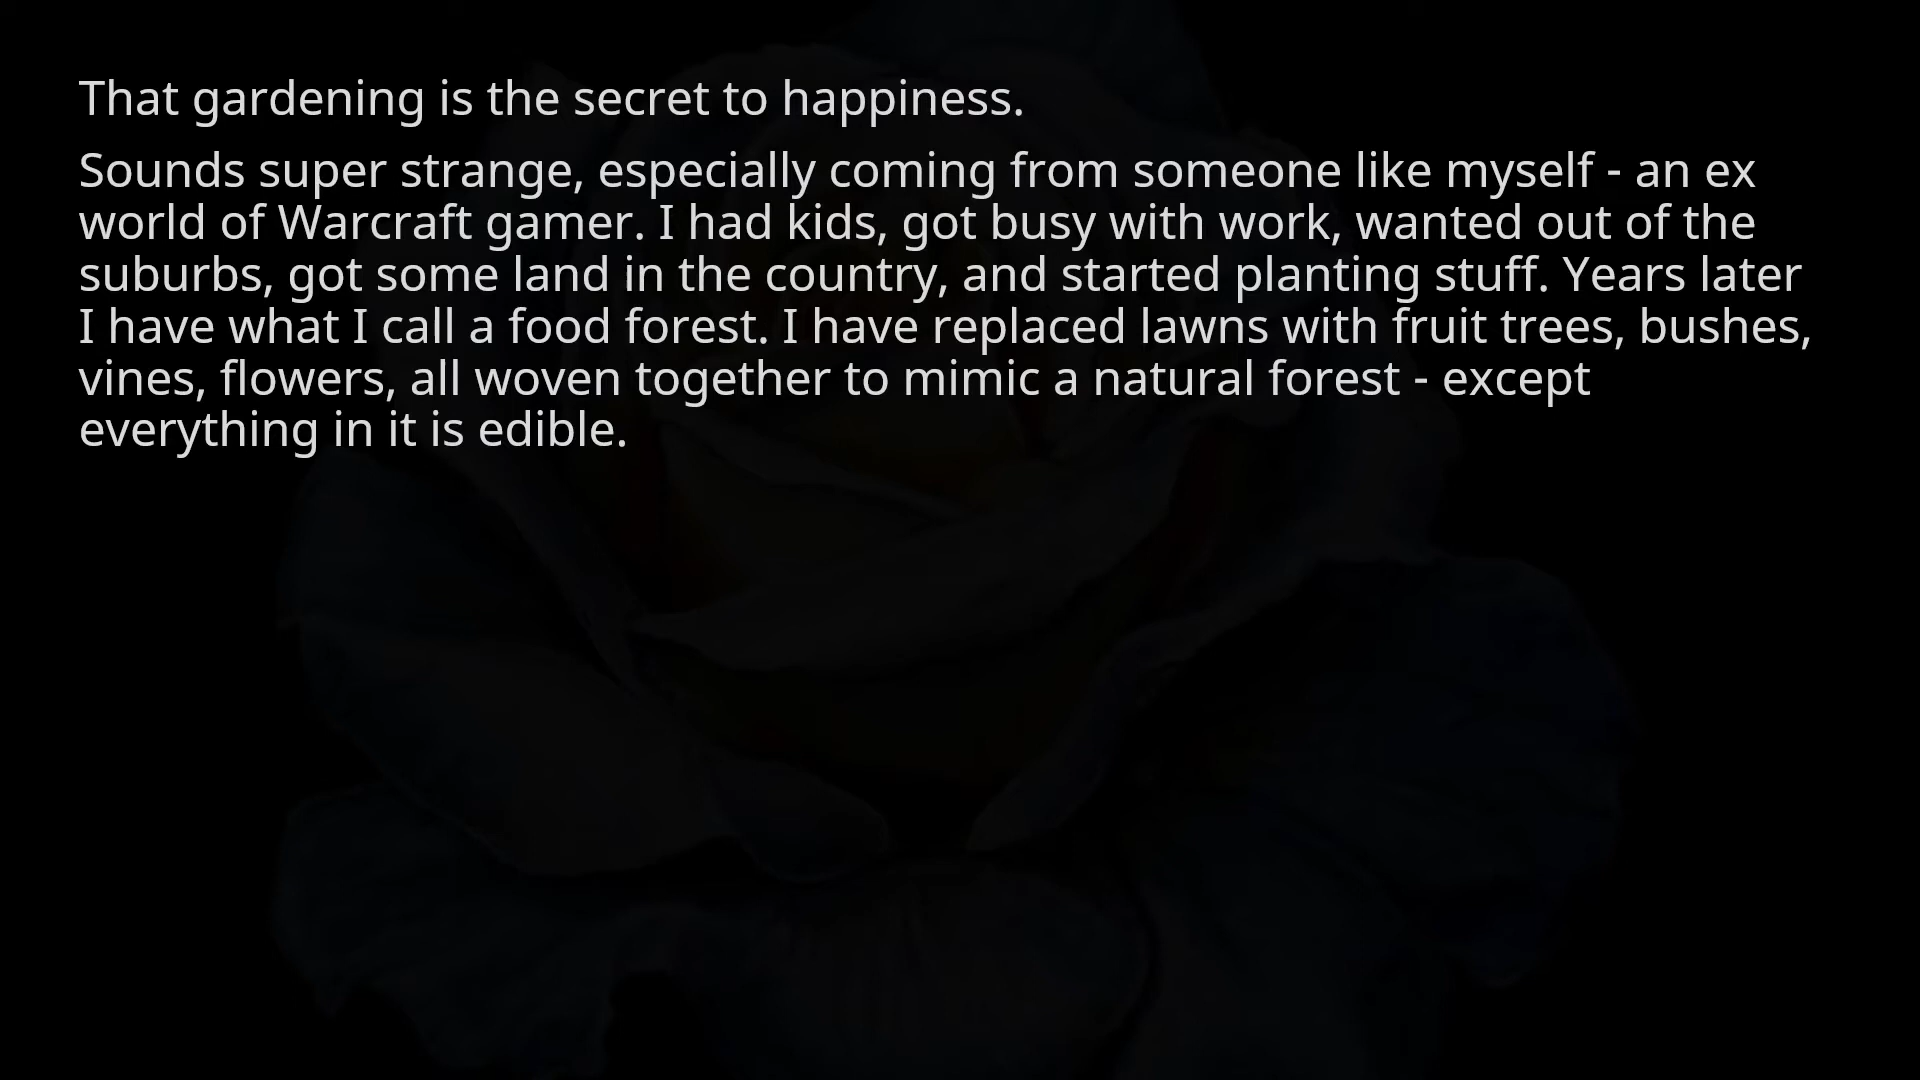 That gardening is the secret to happiness.
Sounds super strange, especially coming from someone like myself - an ex
world of Warcraft gamer. I had kids, got busy with work, wanted out of the
suburbs, got some land in the country, and started planting stuff. Years later
I have what I call a food forest. I have replaced lawns with fruit trees, bushes,
vines, flowers, all woven together to mimic a natural forest - except
everything in it is edible.